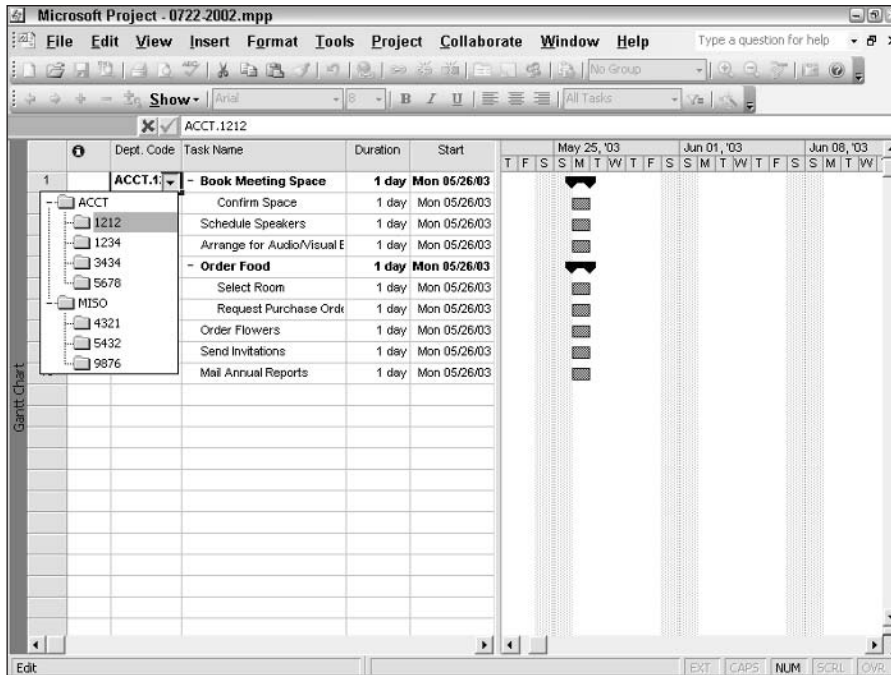 Microsoft Project - 0722-2002.mpp
File Edit View Insert Format Tools Project Collaborate Window Help Type a question for help
No Group
Show Arial 8 B I U All Tasks
ACCT.1212
Dept. Code Task Name Duration Start May 25, '03 Jun 01, '03 Jun 08, '03
T F S S M T W T F S S M T W T F S S M T W
1 ACCT.1 - Book Meeting Space 1 day Mon 05/26/03
ACCT Confirm Space 1 day Mon 05/26/03
1212 Schedule Speakers 1 day Mon 05/26/03
1234 Arrange for Audio/Visual E 1 day Mon 05/26/03
3434 - Order Food 1 day Mon 05/26/03
5678 Select Room 1 day Mon 05/26/03
MISO Request Purchase Orde 1 day Mon 05/26/03
4321 Order Flowers 1 day Mon 05/26/03
5432 Send Invitations 1 day Mon 05/26/03
9876 Mail Annual Reports 1 day Mon 05/26/03
Gantt Chart
Edit EXT CAPS NUM SCRL OVR